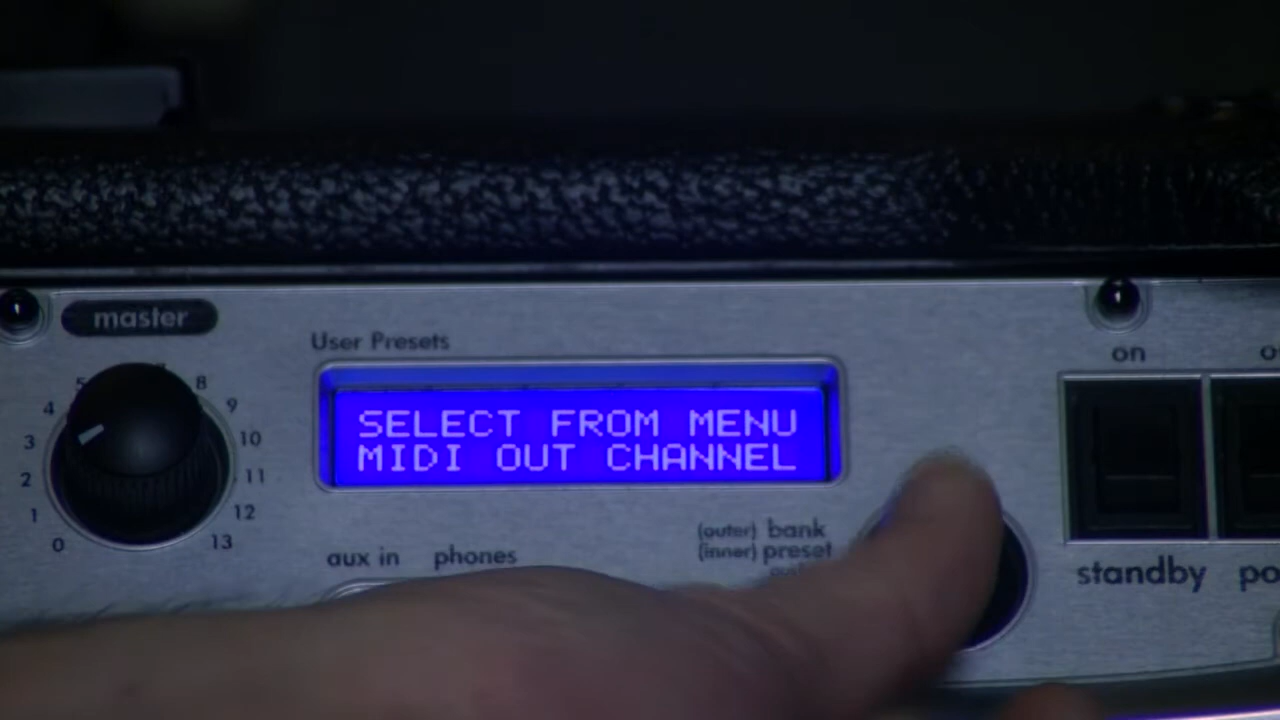 master
User Presets
SELECT FROM MENU
MIDI OUT CHANNEL
0
1
2
3
4
5
8
9
10
11
12
13
on
aux in
phones
(outer) bank
(inner) preset
standby